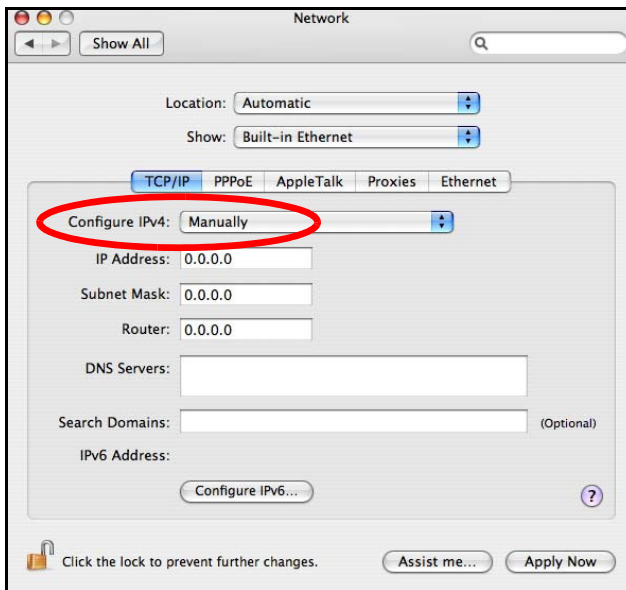 Network
Show All
Location: Automatic
Show: Built-in Ethernet
TCP/IP PPPoE AppleTalk Proxies Ethernet
Configure IPv4: Manually
IP Address: 0.0.0.0
Subnet Mask: 0.0.0.0
Router: 0.0.0.0
DNS Servers:
Search Domains: (Optional)
IPv6 Address:
Configure IPv6... ?
Click the lock to prevent further changes. Assist me... Apply Now